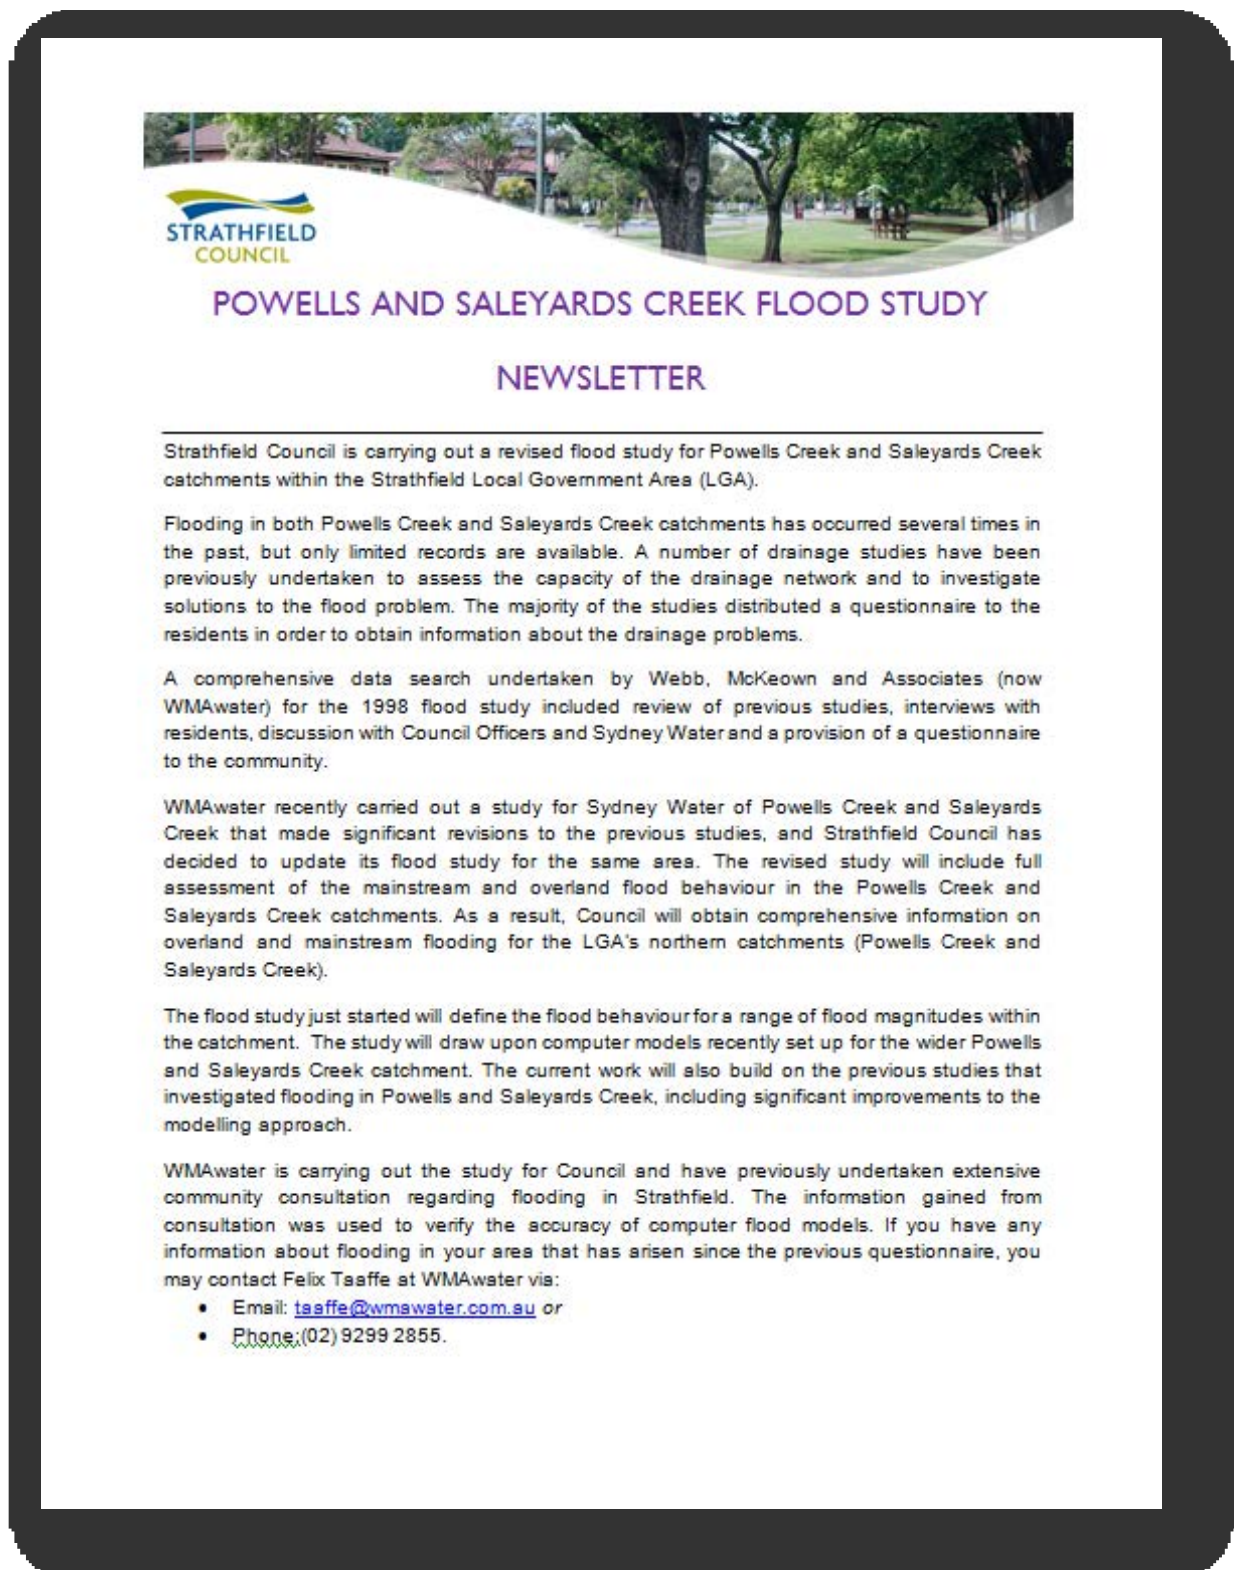 STRATHFIELD
COUNCIL
POWELLS AND SALEYARDS CREEK FLOOD STUDY
NEWSLETTER
Strathfield Council is carrying out a revised flood study for Powells Creek and Saleyards Creek
catchments within the Strathfield Local Government Area (LGA).
Flooding in both Powells Creek and Saleyards Creek catchments has occurred several times in
the past, but only limited records are available. A number of drainage studies have been
previously undertaken to assess the capacity of the drainage network and to investigate
solutions to the flood problem. The majority of the studies distributed a questionnaire to the
residents in order to obtain information about the drainage problems.
A comprehensive data search undertaken by Webb, McKeown and Associates (now
WMAwater) for the 1998 flood study included review of previous studies, interviews with
residents, discussion with Council Officers and Sydney Water and a provision of a questionnaire
to the community.
WMAwater recently carried out a study for Sydney Water of Powells Creek and Saleyards
Creek that made significant revisions to the previous studies, and Strathfield Council has
decided to update its flood study for the same area. The revised study will include full
assessment of the mainstream and overland flood behaviour in the Powells Creek and
Saleyards Creek catchments. As a result, Council will obtain comprehensive information on
overland and mainstream flooding for the LGA's northern catchments (Powells Creek and
Saleyards Creek).
The flood study just started will define the flood behaviour for a range of flood magnitudes within
the catchment. The study will draw upon computer models recently set up for the wider Powells
and Saleyards Creek catchment. The current work will also build on the previous studies that
investigated flooding in Powells and Saleyards Creek, including significant improvements to the
modelling approach.
WMAwater is carrying out the study for Council and have previously undertaken extensive
community consultation regarding flooding in Strathfield. The information gained from
consultation was used to verify the accuracy of computer flood models. If you have any
information about flooding in your area that has arisen since the previous questionnaire, you
may contact Felix Taaffe at WMAwater via:
• Email: taaffe@wmawater.com.au or
• Phone:(02) 9299 2855.